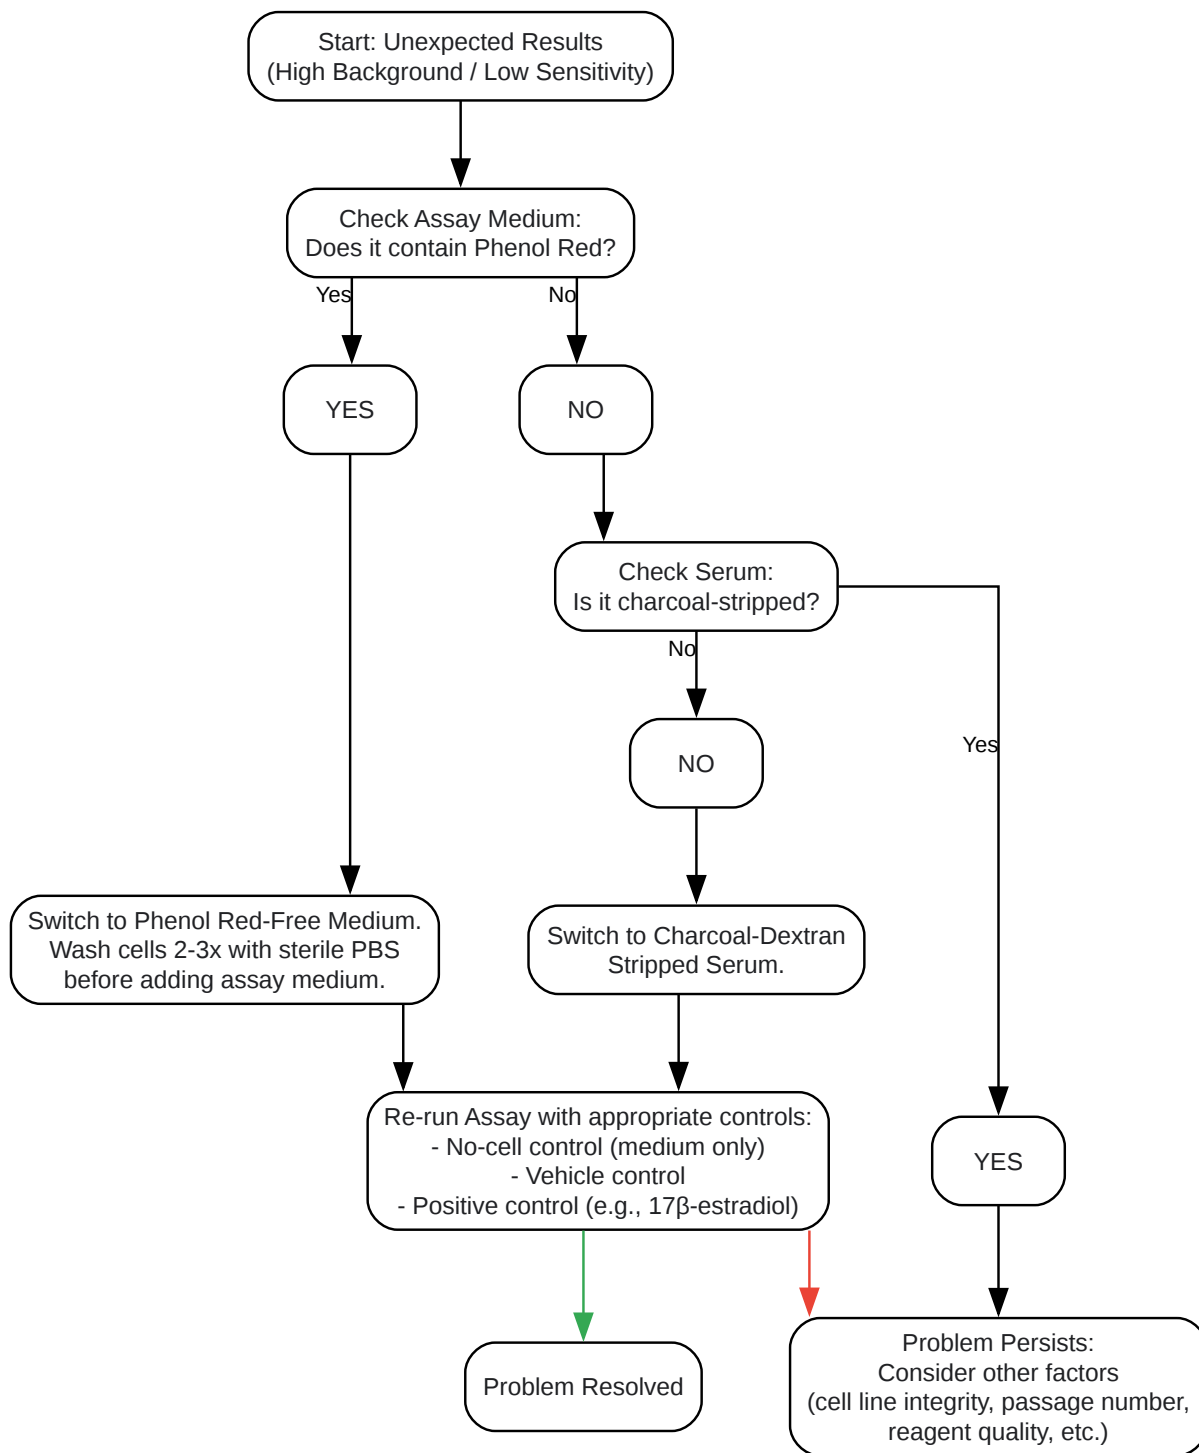 Start: Unexpected Results
(High Background / Low Sensitivity)
Check Assay Medium:
Does it contain Phenol Red?
Yes
No
YES
NO
Check Serum:
Is it charcoal-stripped?
No
Yes
NO
Switch to Phenol Red-Free Medium.
Wash cells 2-3x with sterile PBS
before adding assay medium.
Switch to Charcoal-Dextran
Stripped Serum.
Re-run Assay with appropriate controls:
- No-cell control (medium only)
- Vehicle control
- Positive control (e.g., 17β-estradiol)
YES
Problem Resolved
Problem Persists:
Consider other factors
(cell line integrity, passage number,
reagent quality, etc.)